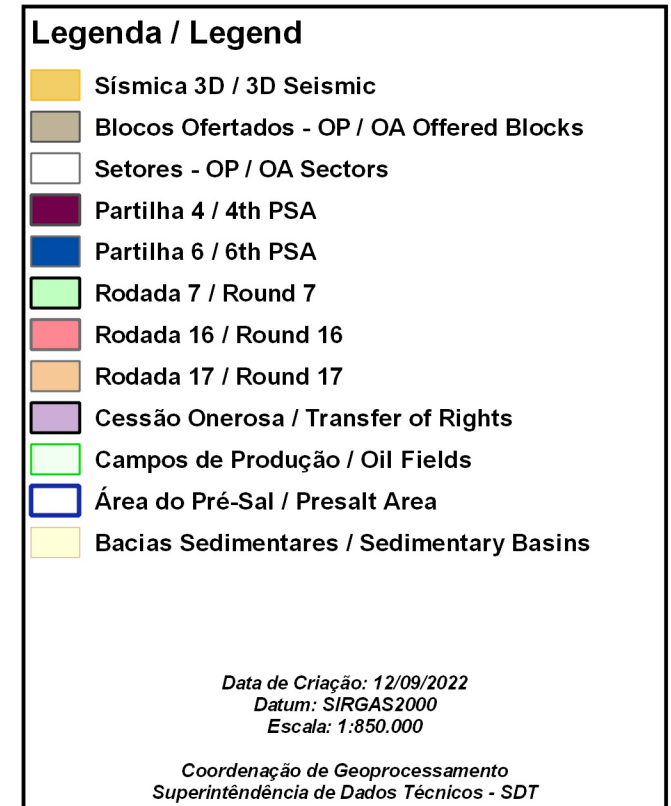 Legenda / Legend
Sísmica 3D / 3D Seismic
Blocos Ofertados - OP / OA Offered Blocks
Setores - OP / OA Sectors
Partilha 4 / 4th PSA
Partilha 6 / 6th PSA
Rodada 7 / Round 7
Rodada 16 / Round 16
Rodada 17 / Round 17
Cessão Onerosa / Transfer of Rights
Campos de Produção / Oil Fields
Área do Pré-Sal / Presalt Area
Bacias Sedimentares / Sedimentary Basins
Data de Criação: 12/09/2022
Datum: SIRGAS2000
Escala: 1:850.000
Coordenação de Geoprocessamento
Superintêndência de Dados Técnicos - SDT